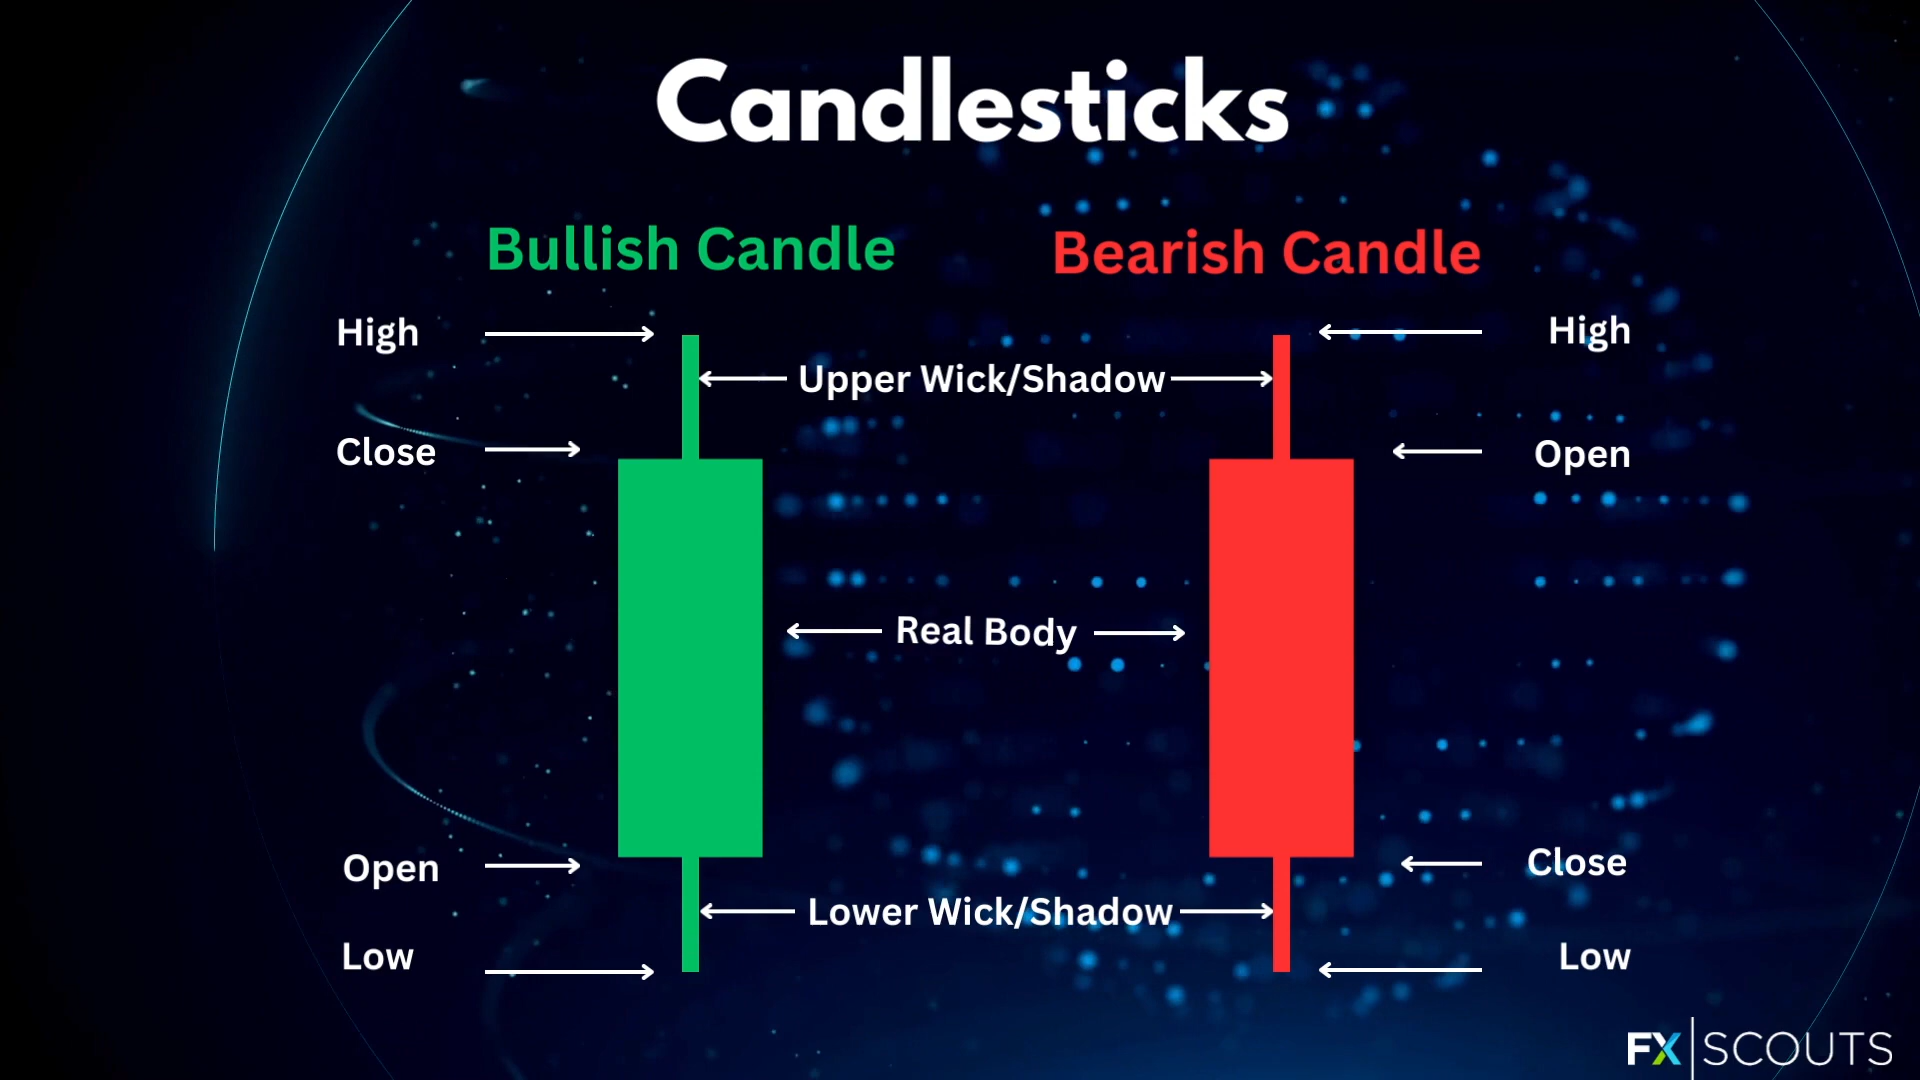 Candlesticks
Bullish Candle
Bearish Candle
High
High
Upper Wick/Shadow
Close
Open
Real Body
Open
Close
Lower Wick/Shadow
Low
Low
FX|SCOUTS